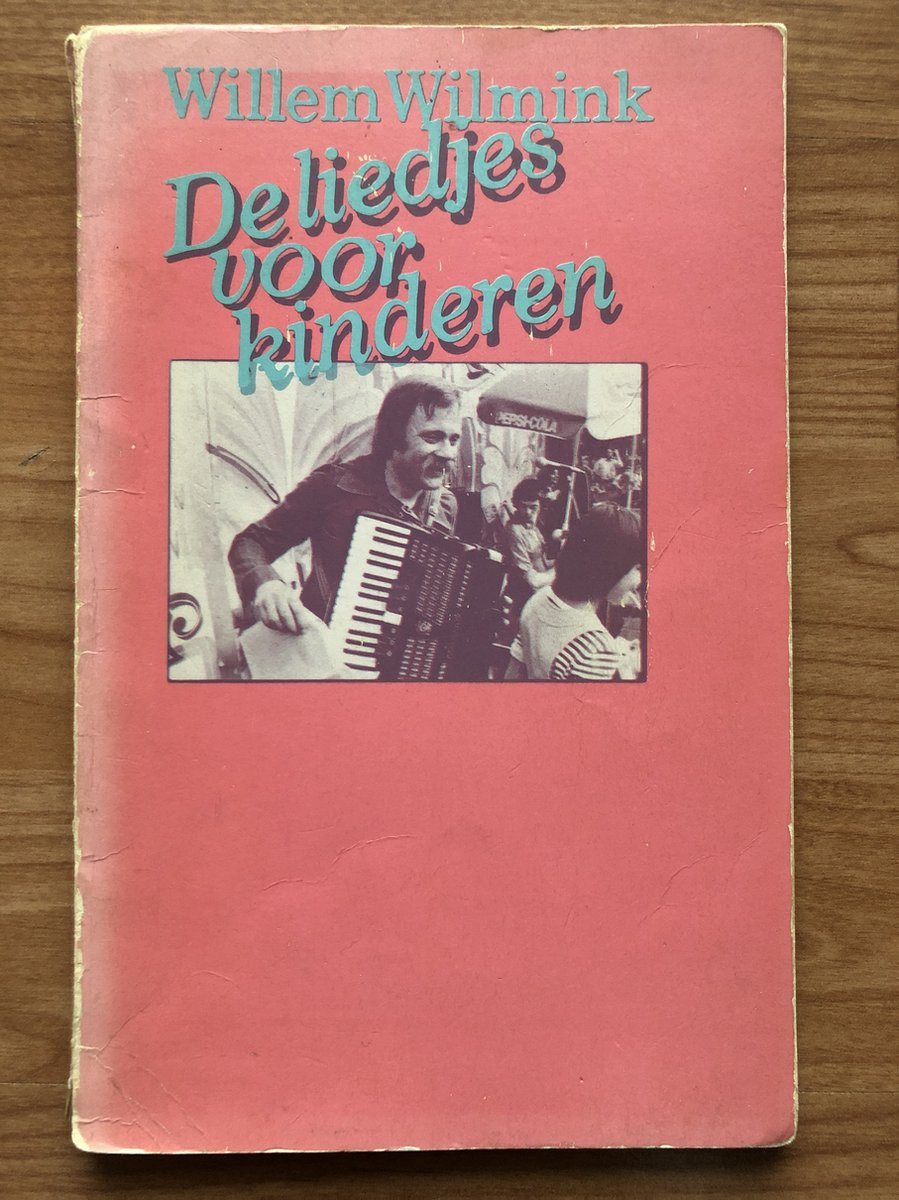 Willem Wilmink
De liedjes
voor
kinderen
PEPSI-COLA